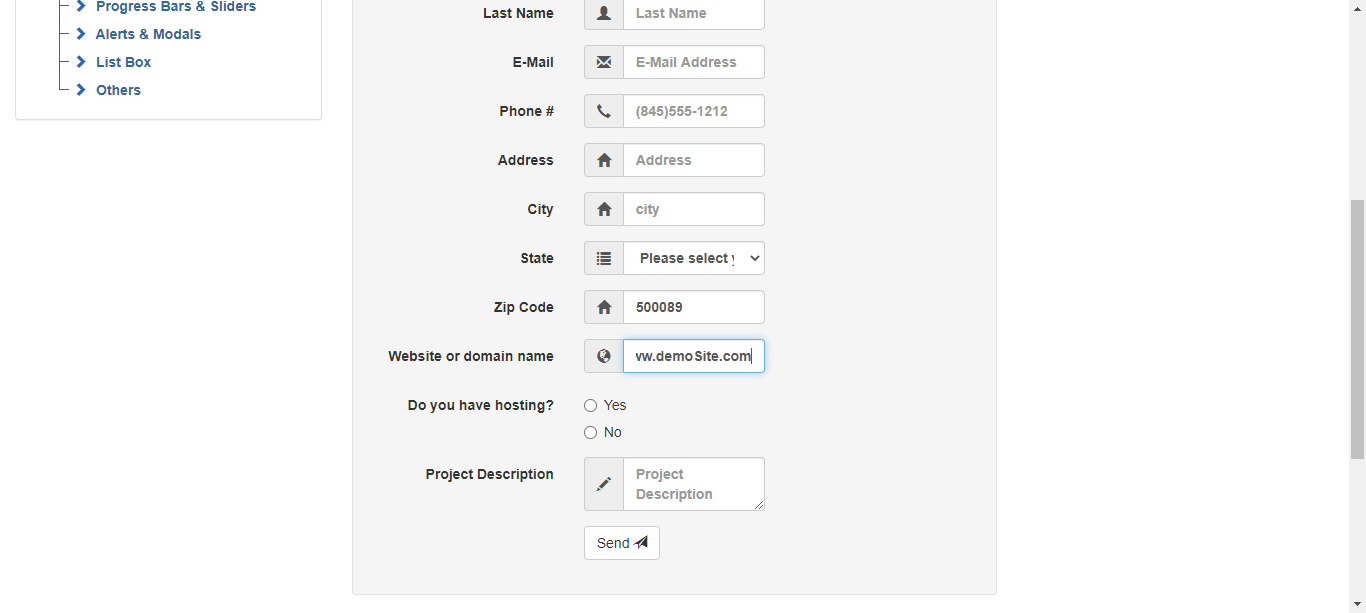 Progress Bars & Sliders
Alerts & Modals
List Box
Others
Last Name
Last Name
E-Mail
E-Mail Address
Phone #
(845)555-1212
Address
Address
City
city
State
Please select
Zip Code
500089
Website or domain name
w.demoSite.com
Do you have hosting?
Yes
No
Project Description
Project
Description
Send